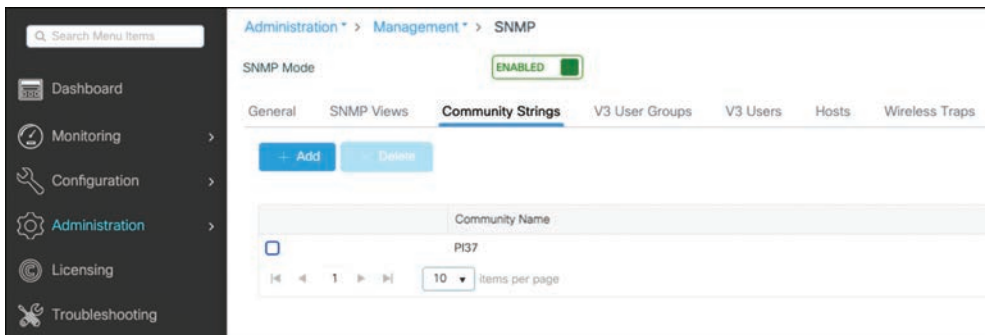 Search Menu Items
Dashboard
Monitoring
Configuration
Administration
Licensing
Troubleshooting
Administration > Management > SNMP
SNMP Mode ENABLED
General SNMP Views Community Strings V3 User Groups V3 Users Hosts Wireless Traps
+ Add × Delete
Community Name
PI37
1 10 items per page